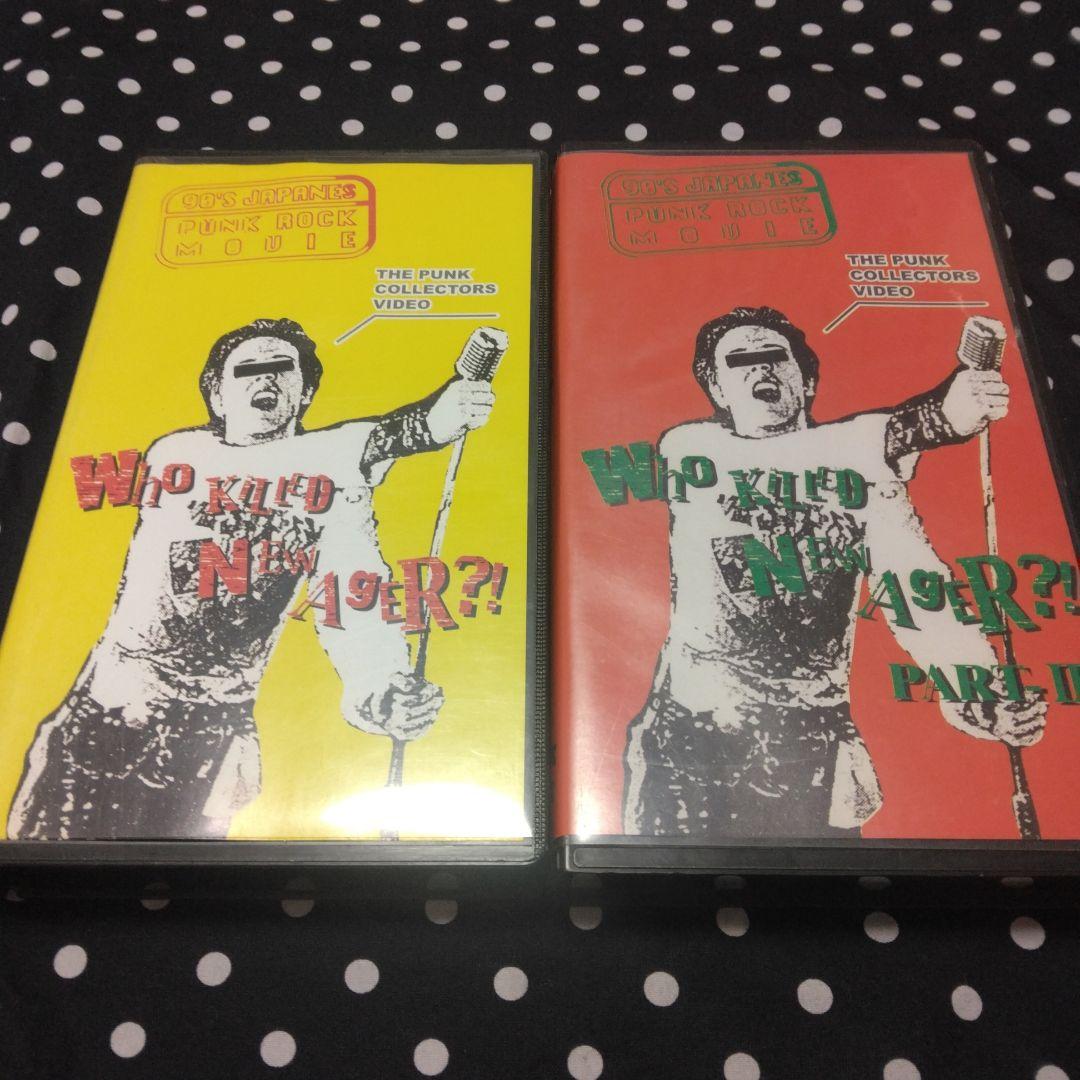 90'S JAPANES
PUNK ROCK
MOVIE
THE PUNK
COLLECTORS
VIDEO
WHO KILLED
NEW AGER?!
90'S JAPANES
PUNK ROCK
MOVIE
THE PUNK
COLLECTORS
VIDEO
WHO KILLED
NEW AGER?!
PART-II